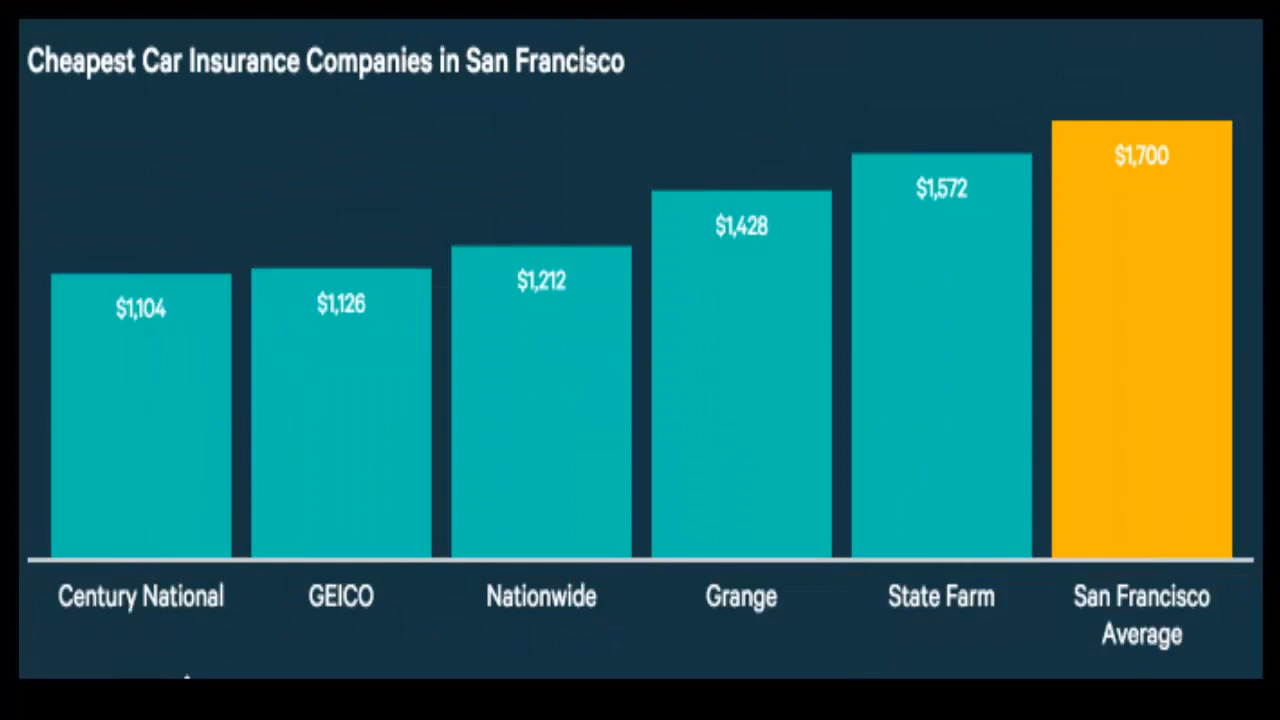 Cheapest Car Insurance Companies in San Francisco
$1,104
$1,126
$1,212
$1,428
$1,572
$1,700
Century National
GEICO
Nationwide
Grange
State Farm
San Francisco
Average